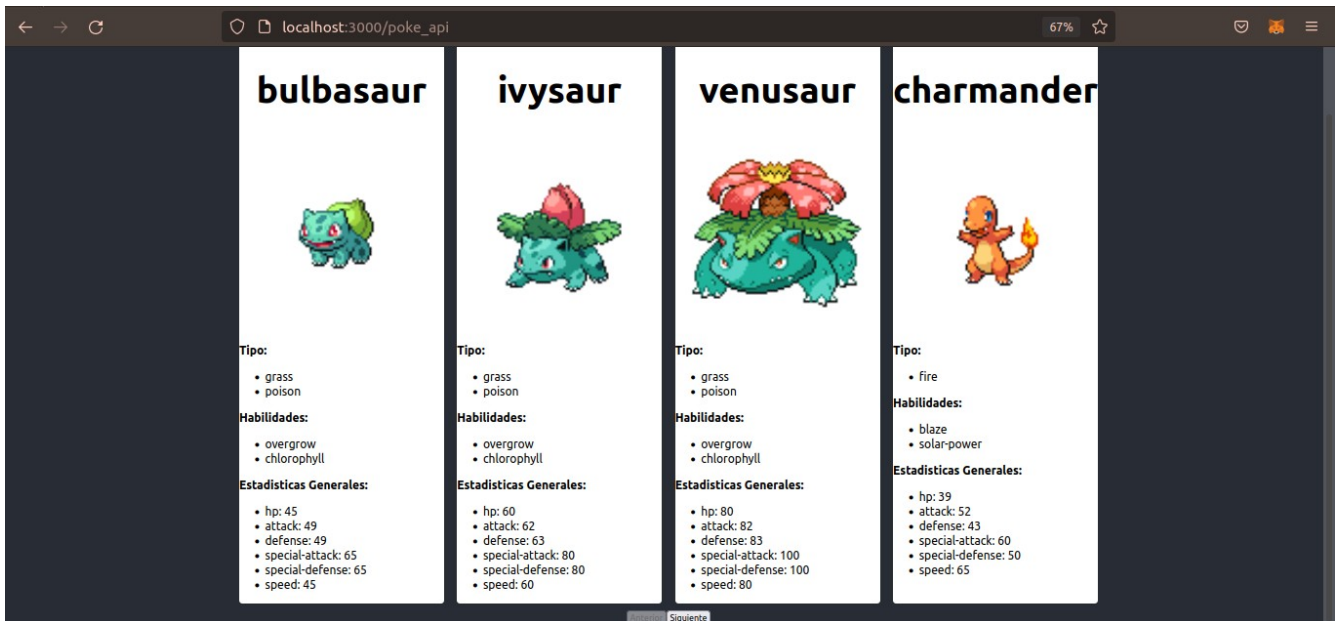 localhost:3000/poke_api
67%
bulbasaur
Tipo:
• grass
• poison
Habilidades:
• overgrow
• chlorophyll
Estadisticas Generales:
• hp: 45
• attack: 49
• defense: 49
• special-attack: 65
• special-defense: 65
• speed: 45
ivysaur
Tipo:
• grass
• poison
Habilidades:
• overgrow
• chlorophyll
Estadisticas Generales:
• hp: 60
• attack: 62
• defense: 63
• special-attack: 80
• special-defense: 80
• speed: 60
venusaur
Tipo:
• grass
• poison
Habilidades:
• overgrow
• chlorophyll
Estadisticas Generales:
• hp: 80
• attack: 82
• defense: 83
• special-attack: 100
• special-defense: 100
• speed: 80
charmander
Tipo:
• fire
Habilidades:
• blaze
• solar-power
Estadisticas Generales:
• hp: 39
• attack: 52
• defense: 43
• special-attack: 60
• special-defense: 50
• speed: 65
Anterior Siguiente